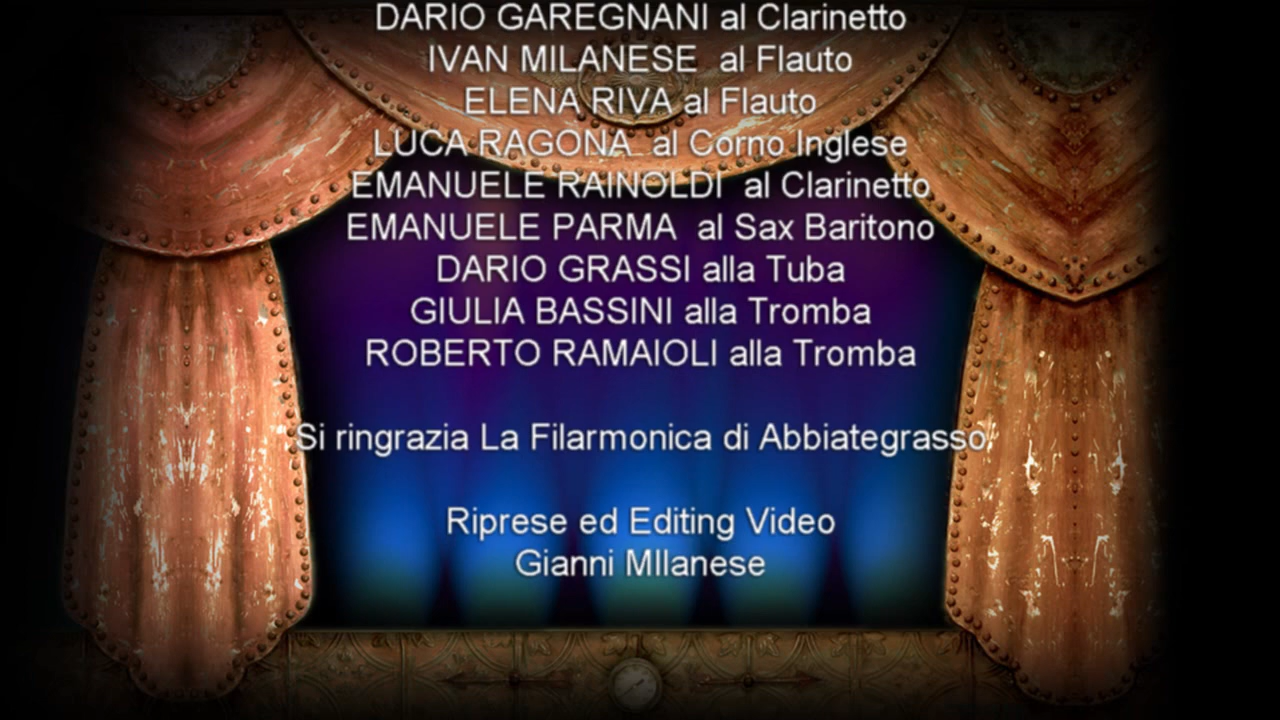 DARIO GAREGNANI al Clarinetto
IVAN MILANESE al Flauto
ELENA RIVA al Flauto
LUCA RAGONA al Corno Inglese
EMANUELE RAINOLDI al Clarinetto
EMANUELE PARMA al Sax Baritono
DARIO GRASSI alla Tuba
GIULIA BASSINI alla Tromba
ROBERTO RAMAIOLI alla Tromba
Si ringrazia La Filarmonica di Abbiategrasso,
Riprese ed Editing Video
Gianni MIlanese